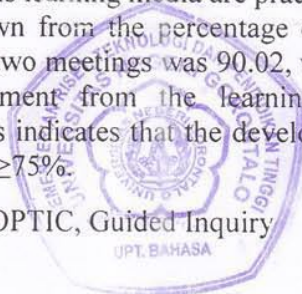 s learning media are prac
wn from the percentage
two meetings was 90.02,
ment from the learnin
s indicates that the develo
≥75%.
OPTIC, Guided Inquiry
UPT. BAHASA